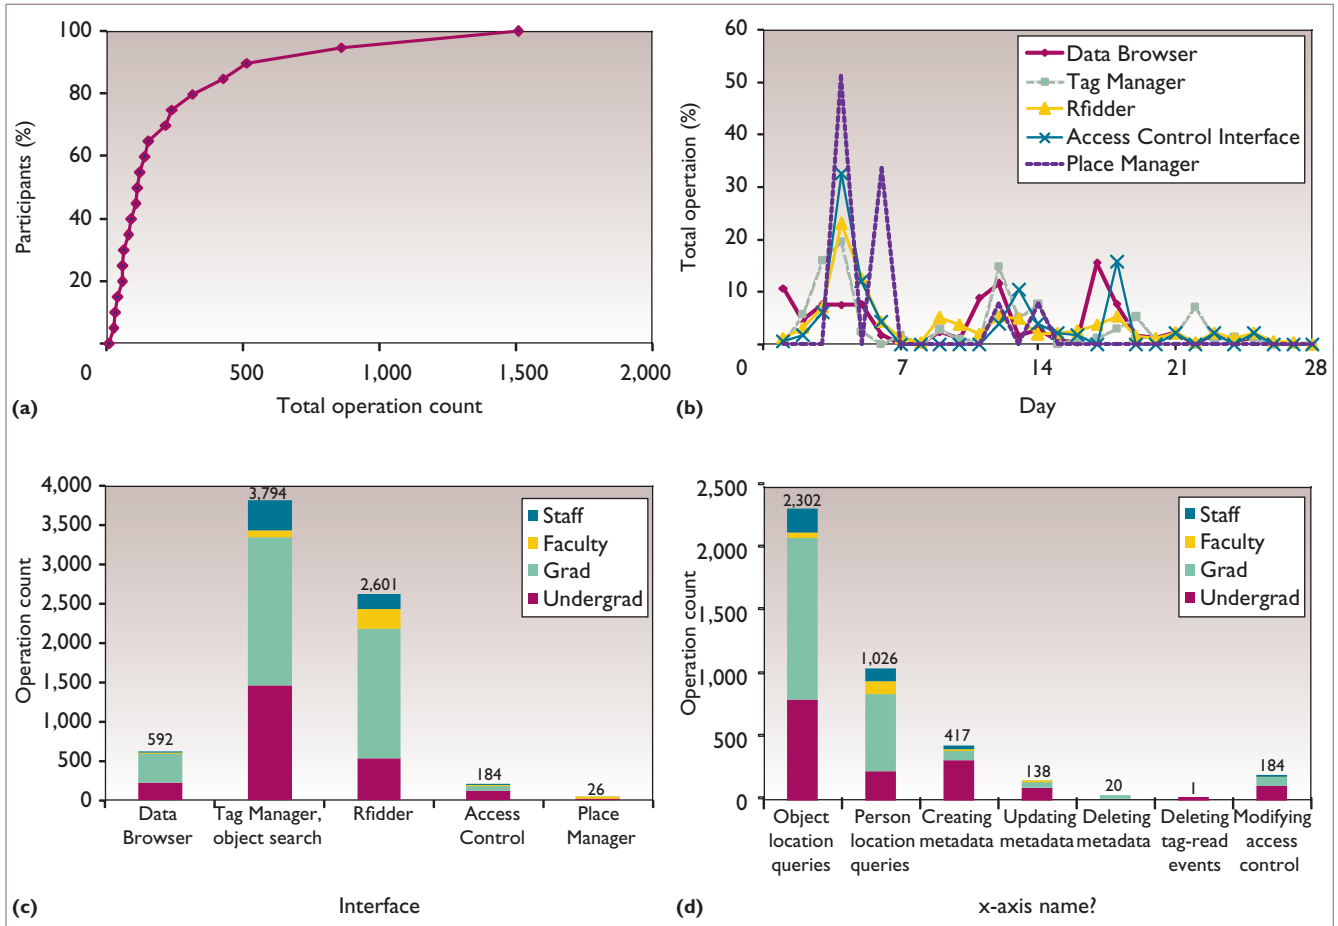 100
80
60
40
20
Participants (%)
0
500
1,000
1,500
2,000
(a)
Total operation count
60
50
40
30
20
10
Total opertaion (%)
Data Browser
Tag Manager
Rfidder
Access Control Interface
Place Manager
0
7
14
21
28
(b)
Day
4,000
3,500
3,000
2,500
2,000
1,500
1,000
500
0
Operation count
3,794
2,601
592
184
26
Staff
Faculty
Grad
Undergrad
Data
Browser
Tag Manager,
object search
Rfidder
Access
Control
Place
Manager
(c)
Interface
2,500
2,000
1,500
1,000
500
0
Operation count
2,302
1,026
417
138
20
1
184
Staff
Faculty
Grad
Undergrad
Object
location
queries
Person
location
queries
Creating
metadata
Updating
metadata
Deleting
metadata
Deleting
tag-read
events
Modifying
access
control
(d)
x-axis name?